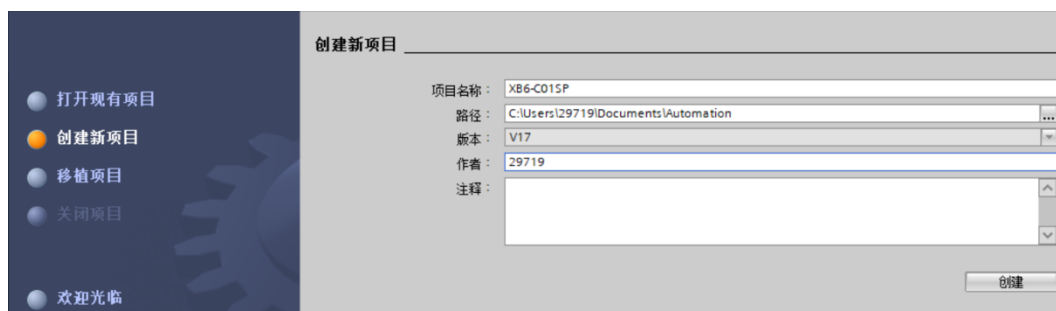 创建新项目
打开现有项目
创建新项目
移植项目
关闭项目
欢迎光临
项目名称： XB6-C01SP
路径： C:\Users\29719\Documents\Automation ...
版本： V17
作者： 29719
注释：
创建